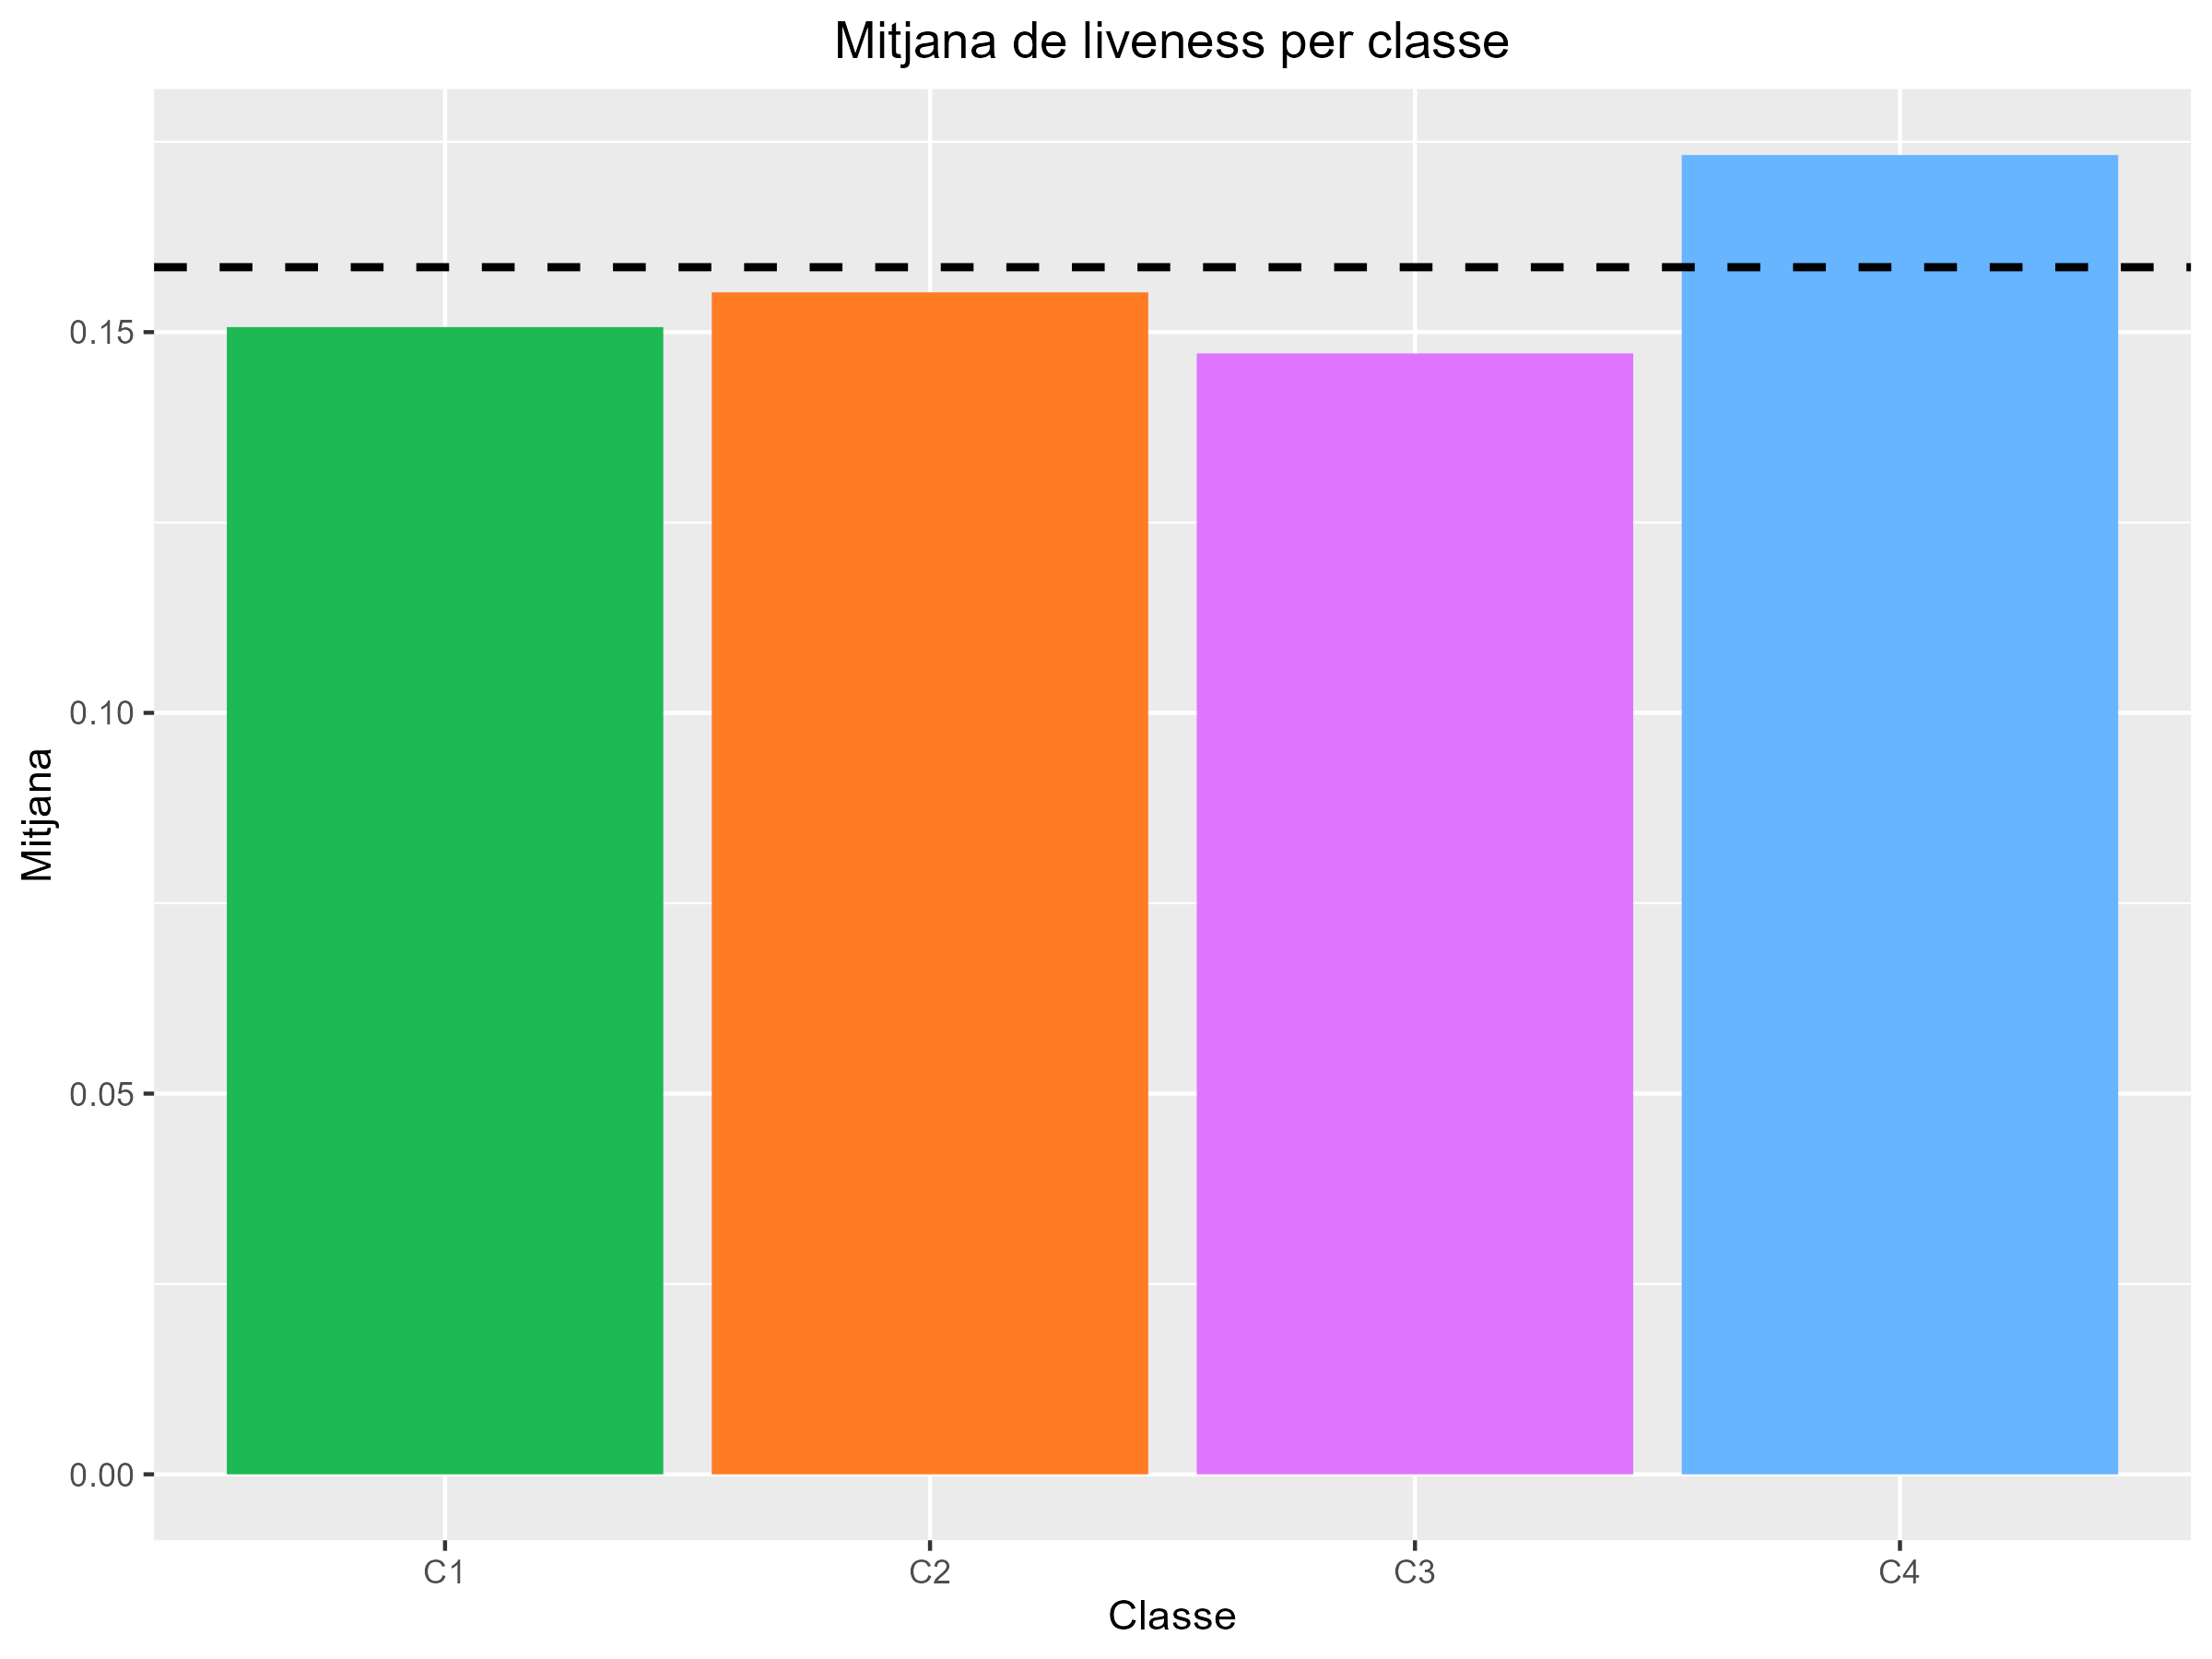 Mitjana de liveness per classe
Mitjana
0.15
0.10
0.05
0.00
C1 C2 C3 C4
Classe